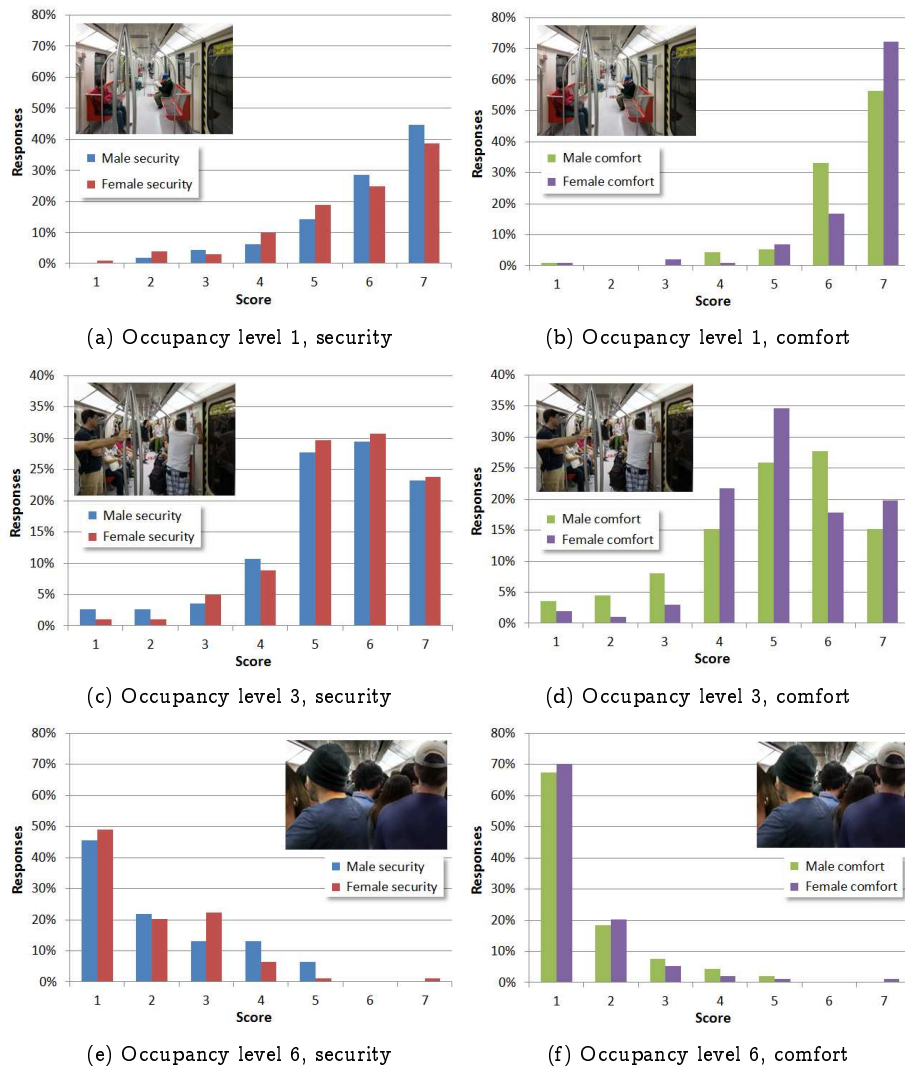 80%
70%
60%
50%
40%
30%
20%
10%
0%
Responses
Male security
Female security
1 2 3 4 5 6 7
Score
(a) Occupancy level 1, security
80%
70%
60%
50%
40%
30%
20%
10%
0%
Responses
Male comfort
Female comfort
1 2 3 4 5 6 7
Score
(b) Occupancy level 1, comfort
40%
35%
30%
25%
20%
15%
10%
5%
0%
Responses
Male security
Female security
1 2 3 4 5 6 7
Score
(c) Occupancy level 3, security
40%
35%
30%
25%
20%
15%
10%
5%
0%
Responses
Male comfort
Female comfort
1 2 3 4 5 6 7
Score
(d) Occupancy level 3, comfort
80%
70%
60%
50%
40%
30%
20%
10%
0%
Responses
Male security
Female security
1 2 3 4 5 6 7
Score
(e) Occupancy level 6, security
80%
70%
60%
50%
40%
30%
20%
10%
0%
Responses
Male comfort
Female comfort
1 2 3 4 5 6 7
Score
(f) Occupancy level 6, comfort